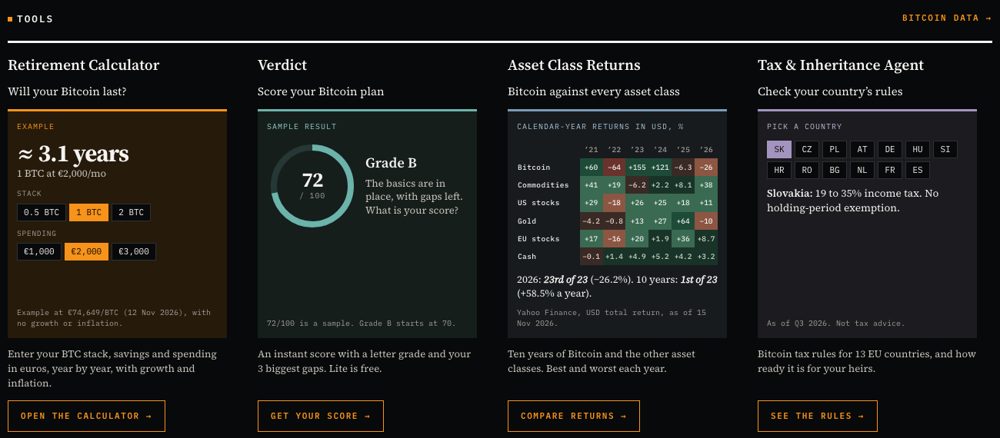 TOOLS
BITCOIN DATA →
Retirement Calculator
Will your Bitcoin last?
EXAMPLE
≈ 3.1 years
1 BTC at €2,000/mo
STACK
0.5 BTC 1 BTC 2 BTC
SPENDING
€1,000 €2,000 €3,000
Example at €74,649/BTC (12 Nov 2026), with
no growth or inflation.
Enter your BTC stack, savings and spending
in euros, year by year, with growth and
inflation.
OPEN THE CALCULATOR →
Verdict
Score your Bitcoin plan
SAMPLE RESULT
72
/ 100
Grade B
The basics are in
place, with gaps left.
What is your score?
72/100 is a sample. Grade B starts at 70.
An instant score with a letter grade and your
3 biggest gaps. Lite is free.
GET YOUR SCORE →
Asset Class Returns
Bitcoin against every asset class
CALENDAR-YEAR RETURNS IN USD, %
'21 '22 '23 '24 '25 '26
Bitcoin +60 −64 +155 +121 −6.3 −26
Commodities +41 +19 −6.2 +2.2 +8.1 +38
US stocks +29 −18 +26 +25 +18 +11
Gold −4.2 −0.8 +13 +27 +64 −10
EU stocks +17 −16 +20 +1.9 +36 +8.7
Cash −0.1 +1.4 +4.9 +5.2 +4.2 +3.2
2026: 23rd of 23 (−26.2%). 10 years: 1st of 23
(+58.5% a year).
Yahoo Finance, USD total return, as of 15
Nov 2026.
Ten years of Bitcoin and the other asset
classes. Best and worst each year.
COMPARE RETURNS →
Tax & Inheritance Agent
Check your country's rules
PICK A COUNTRY
SK CZ PL AT DE HU SI
HR RO BG NL FR ES
Slovakia: 19 to 35% income tax. No
holding-period exemption.
As of Q3 2026. Not tax advice.
Bitcoin tax rules for 13 EU countries, and how
ready it is for your heirs.
SEE THE RULES →